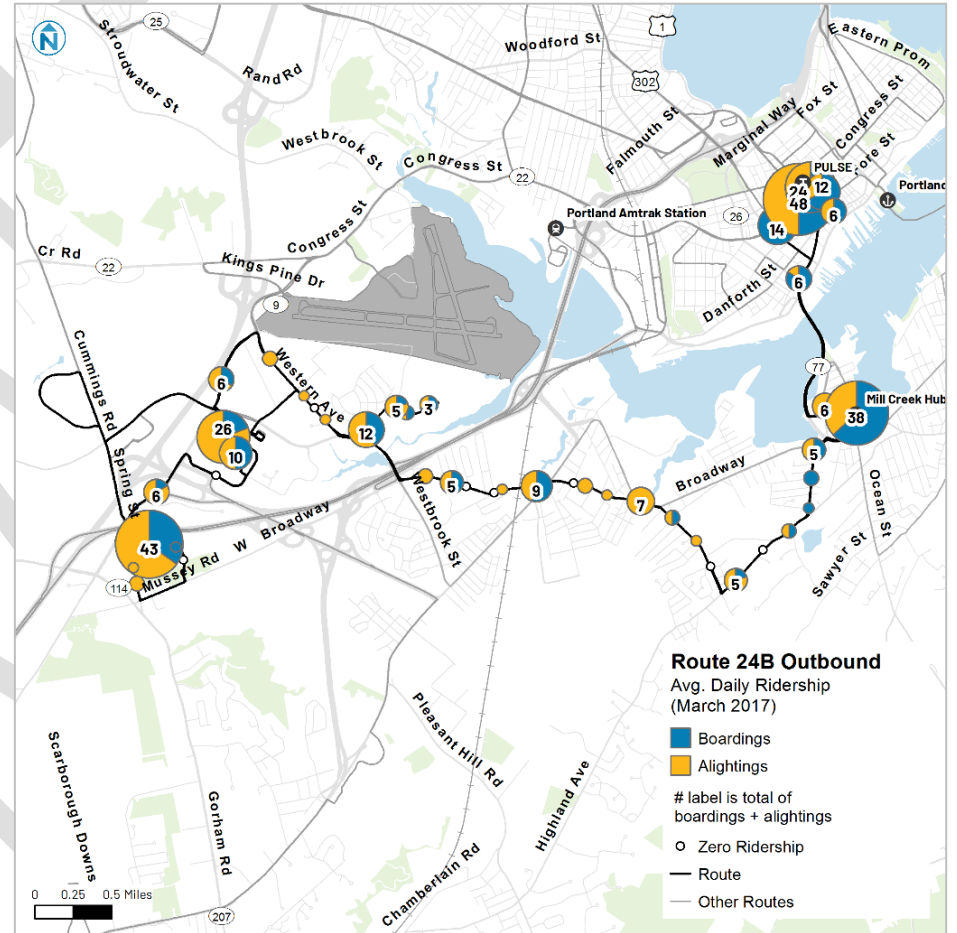 25
1
Woodford St
Eastern Prom
Stroudwater St
Rand Rd
302
Fox St
Congress St
Marginal Way
Falmouth St
Westbrook St
Congress St
22
ore St
PULSE
24
12
48
6
14
26
Portland
Portland Amtrak Station
Congress St
Cr Rd
22
Kings Pine Dr
Danforth St
6
9
Cummings Rd
Western Ave
77
6
5
3
6
Mill Creek Hub
38
26
12
10
5
Spring St
Broadway
6
5
9
7
Westbrook St
Ocean St
W Broadway
43
Mussey Rd
114
5
Sawyer St
Route 24B Outbound
Avg. Daily Ridership
(March 2017)
Boardings
Alightings
# label is total of
boardings + alightings
Zero Ridership
Route
Other Routes
Pleasant Hill Rd
Scarborough Downs
Gorham Rd
Highland Ave
Chamberlain Rd
0 0.25 0.5 Miles
207
N